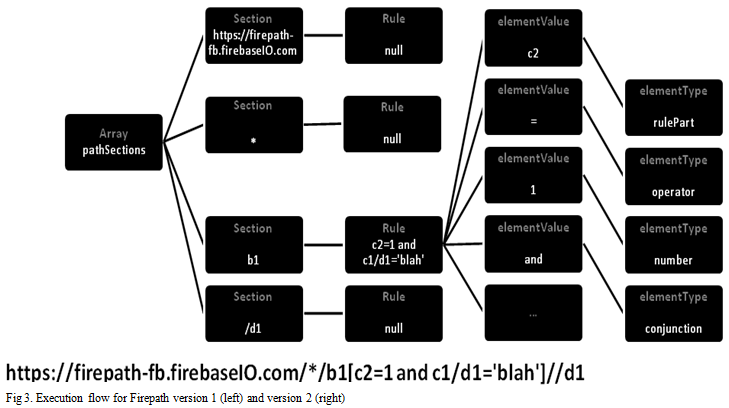 Array
pathSections
Section
https://firepath-
fb.firebaseIO.com
Rule
null
Section
*
Rule
null
Section
b1
Rule
c2=1 and
c1/d1='blah'
Section
/d1
Rule
null
elementValue
c2
elementValue
=
elementValue
1
elementValue
and
...
elementType
rulePart
elementType
operator
elementType
number
elementType
conjunction
https://firepath-fb.firebaseIO.com/*/b1[c2=1 and c1/d1='blah']//d1
Fig 3. Execution flow for Firepath version 1 (left) and version 2 (right)